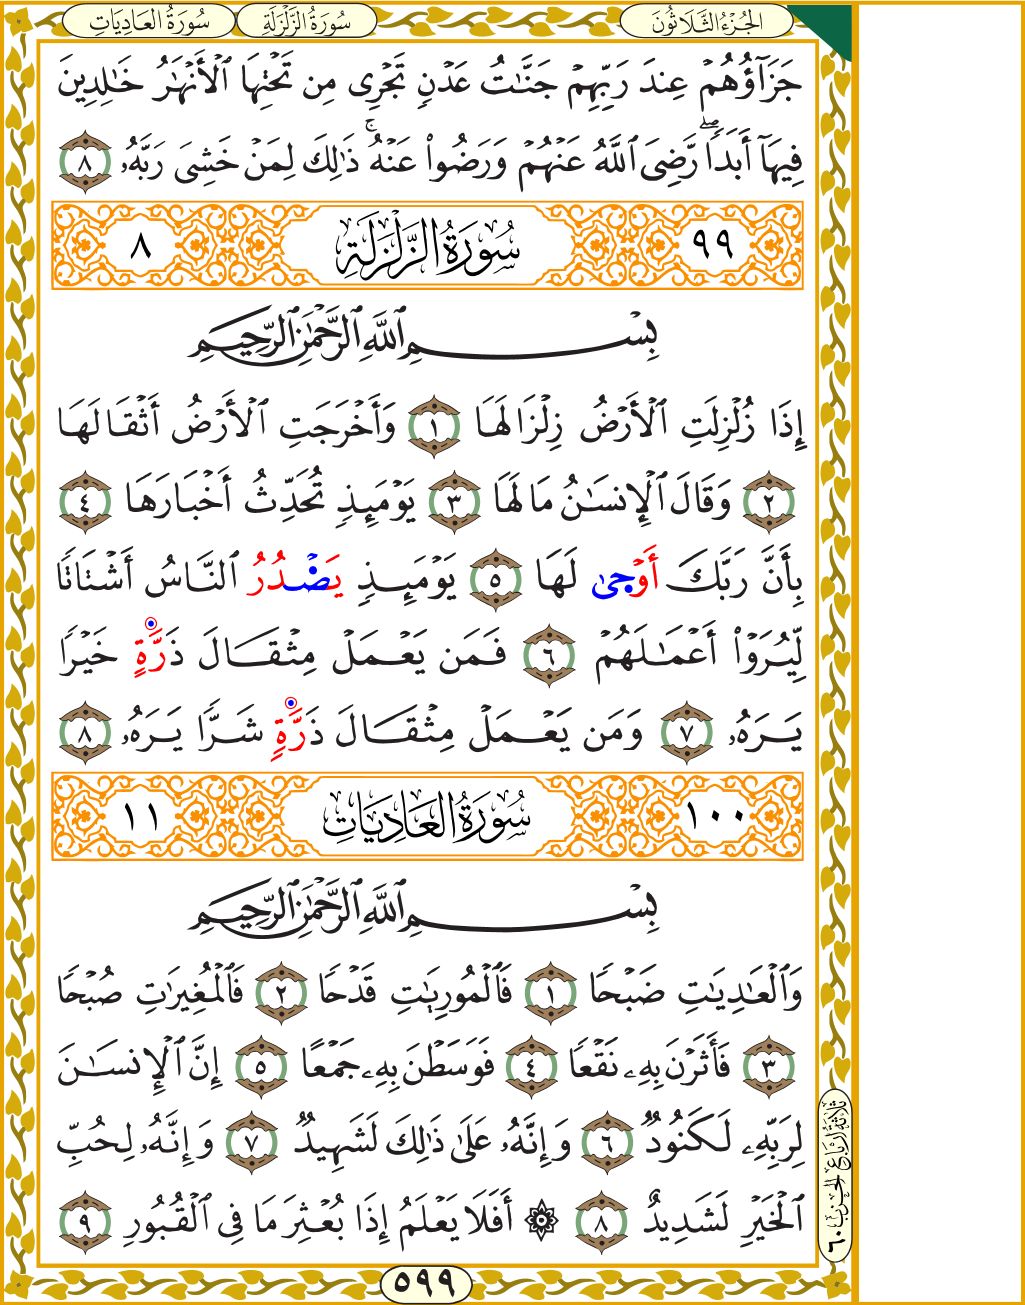 الجُزْءُ الثَّلَاثُونَ سُورَةُ الزَّلْزَلَةِ سُورَةُ العَادِيَاتِ
جَزَآؤُهُمْ عِندَ رَبِّهِمْ جَنَّـٰتُ عَدْنٍ تَجْرِى مِن تَحْتِهَا ٱلْأَنْهَـٰرُ خَـٰلِدِينَ
فِيهَآ أَبَدًا ۖ رَّضِىَ ٱللَّهُ عَنْهُمْ وَرَضُوا۟ عَنْهُ ۚ ذَٰلِكَ لِمَنْ خَشِىَ رَبَّهُۥ ٨
٩٩ سُورَةُ الزَّلْزَلَةِ ٨
بِسْمِ ٱللَّهِ ٱلرَّحْمَـٰنِ ٱلرَّحِيمِ
إِذَا زُلْزِلَتِ ٱلْأَرْضُ زِلْزَالَهَا ١ وَأَخْرَجَتِ ٱلْأَرْضُ أَثْقَالَهَا
٢ وَقَالَ ٱلْإِنسَـٰنُ مَا لَهَا ٣ يَوْمَئِذٍ تُحَدِّثُ أَخْبَارَهَا ٤
بِأَنَّ رَبَّكَ أَوْحَىٰ لَهَا ٥ يَوْمَئِذٍ يَصْدُرُ ٱلنَّاسُ أَشْتَاتًا
لِّيُرَوْا۟ أَعْمَـٰلَهُمْ ٦ فَمَن يَعْمَلْ مِثْقَالَ ذَرَّةٍ خَيْرًا
يَرَهُۥ ٧ وَمَن يَعْمَلْ مِثْقَالَ ذَرَّةٍ شَرًّا يَرَهُۥ ٨
١٠٠ سُورَةُ العَادِيَاتِ ١١
بِسْمِ ٱللَّهِ ٱلرَّحْمَـٰنِ ٱلرَّحِيمِ
وَٱلْعَـٰدِيَـٰتِ ضَبْحًا ١ فَٱلْمُورِيَـٰتِ قَدْحًا ٢ فَٱلْمُغِيرَٰتِ صُبْحًا
٣ فَأَثَرْنَ بِهِۦ نَقْعًا ٤ فَوَسَطْنَ بِهِۦ جَمْعًا ٥ إِنَّ ٱلْإِنسَـٰنَ
لِرَبِّهِۦ لَكَنُودٌ ٦ وَإِنَّهُۥ عَلَىٰ ذَٰلِكَ لَشَهِيدٌ ٧ وَإِنَّهُۥ لِحُبِّ
ٱلْخَيْرِ لَشَدِيدٌ ٨ ۞ أَفَلَا يَعْلَمُ إِذَا بُعْثِرَ مَا فِى ٱلْقُبُورِ ٩
ثلاثة أرباع الحزب ٦٠
٥٩٩